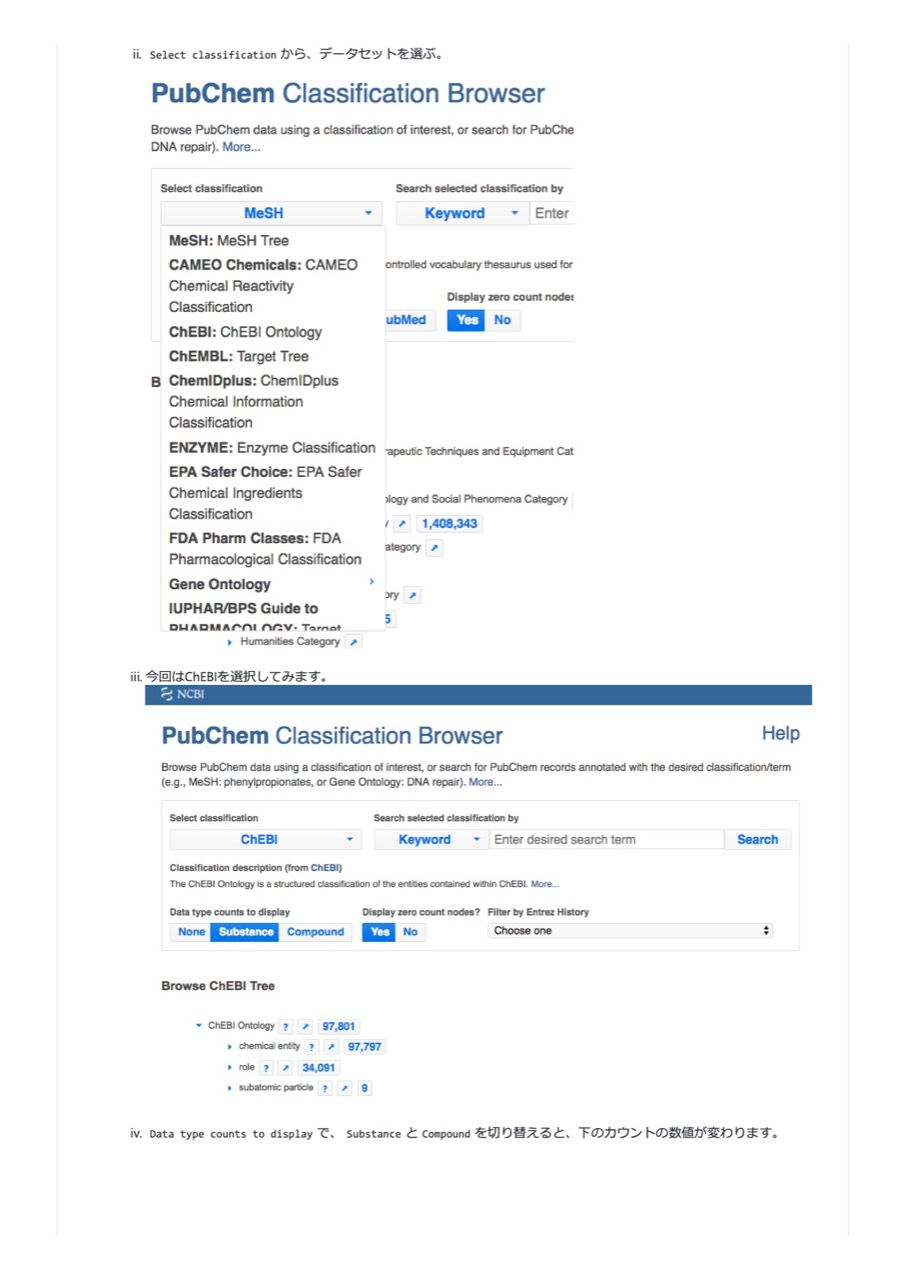 ii. Select classification から、データセットを選ぶ。
PubChem Classification Browser
Browse PubChem data using a classification of interest, or search for PubChe
DNA repair). More...
Select classification
Search selected classification by
MeSH
Keyword
Enter
MeSH: MeSH Tree
CAMEO Chemicals: CAMEO
ontrolled vocabulary thesaurus used for
Chemical Reactivity
Classification
Display zero count nodes
ChEBI: ChEBI Ontology
ubMed
Yes
No
ChEMBL: Target Tree
B
ChemIDplus: ChemIDplus
Chemical Information
Classification
ENZYME: Enzyme Classification
rapeutic Techniques and Equipment Cat
EPA Safer Choice: EPA Safer
Chemical Ingredients
ology and Social Phenomena Category
Classification
1,408,343
FDA Pharm Classes: FDA
ategory
Pharmacological Classification
Gene Ontology
ory
IUPHAR/BPS Guide to
5
PHARMACOLOGY: Target
Humanities Category
iii. 今回はChEBIを選択してみます。
NCBI
PubChem Classification Browser
Help
Browse PubChem data using a classification of interest, or search for PubChem records annotated with the desired classification/term
(e.g., MeSH: phenylpropionates, or Gene Ontology: DNA repair). More...
Select classification
Search selected classification by
ChEBI
Keyword
Enter desired search term
Search
Classification description (from ChEBI)
The ChEBI Ontology is a structured classification of the entities contained within ChEBI. More...
Data type counts to display
Display zero count nodes?
Filter by Entrez History
None
Substance
Compound
Yes
No
Choose one
Browse ChEBI Tree
ChEBI Ontology ? 97,801
chemical entity ? 97,797
role ? 34,091
subatomic particle ? 9
iv. Data type counts to display で、 Substance と Compound を切り替えると、下のカウントの数値が変わります。